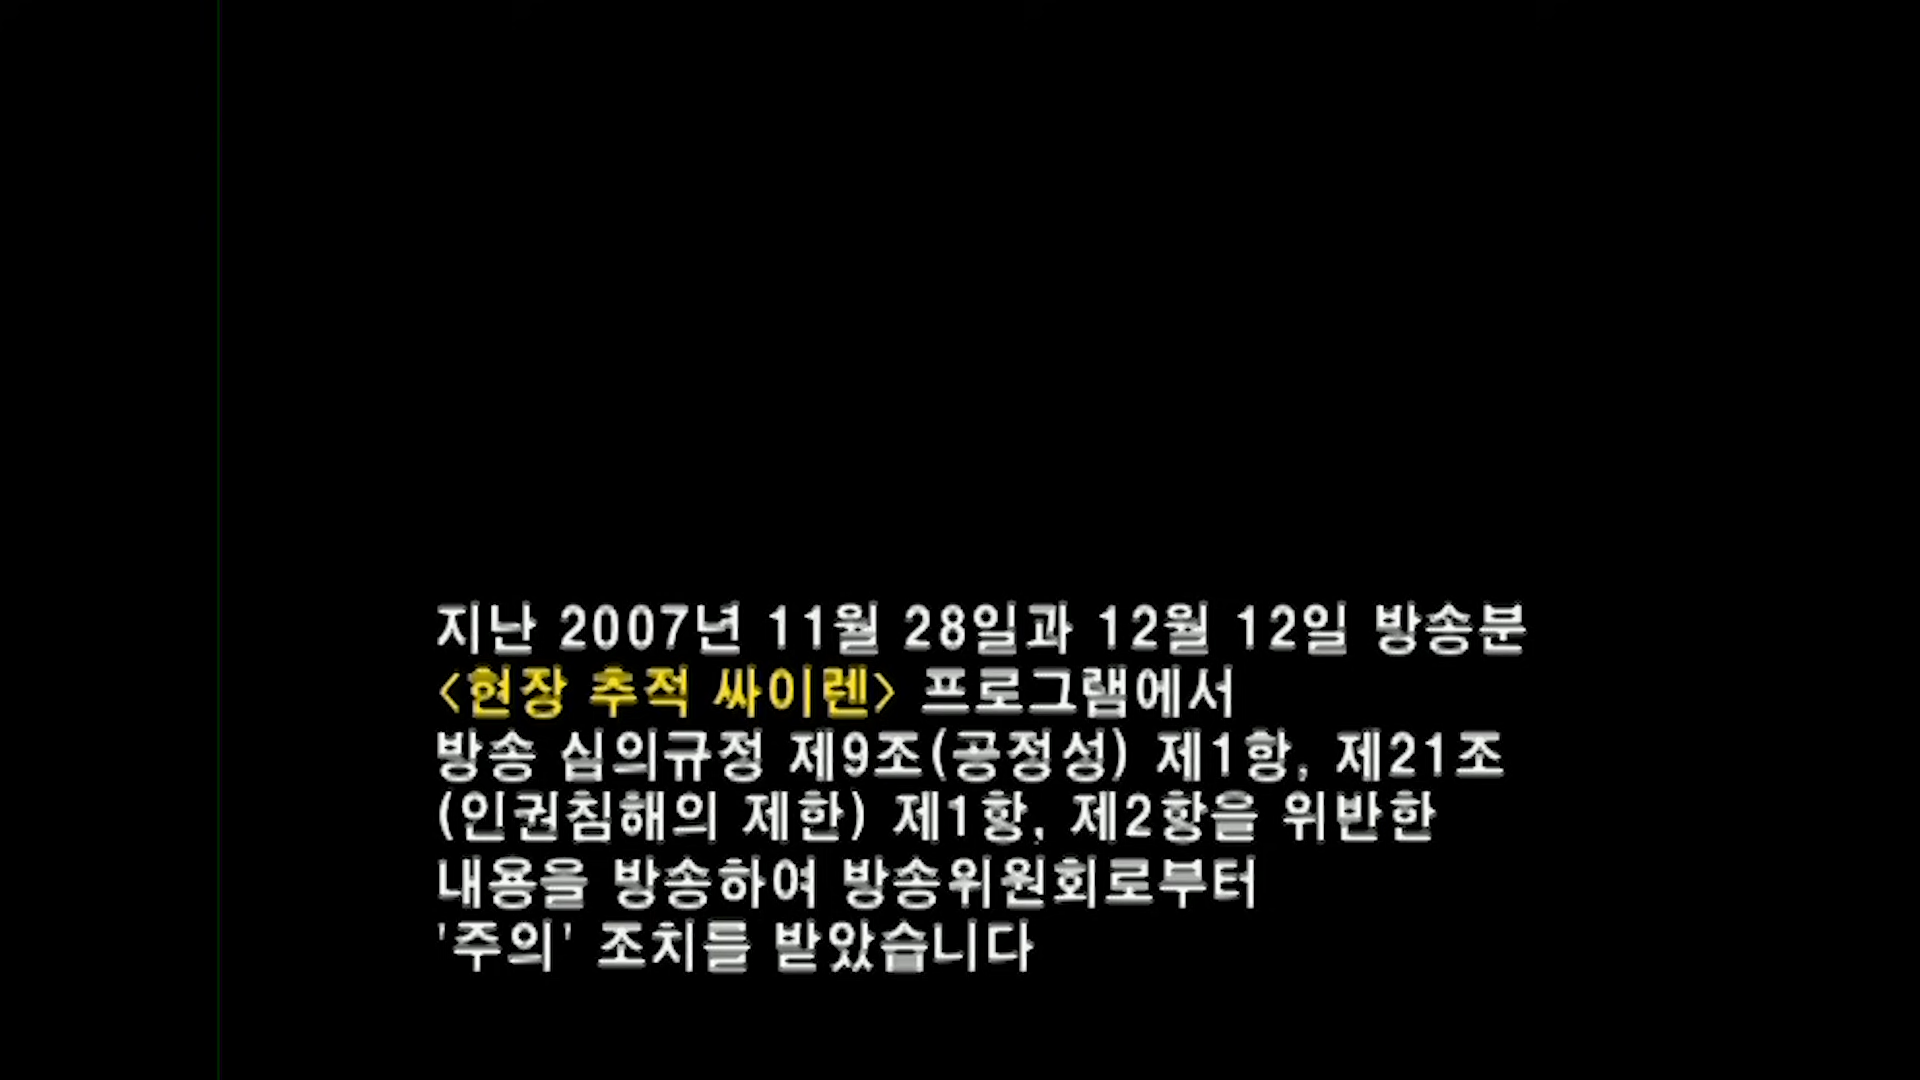 지난 2007년 11월 28일과 12월 12일 방송분
<현장 추적 싸이렌> 프로그램에서
방송 심의규정 제9조(공정성) 제1항, 제21조
(인권침해의 제한) 제1항, 제2항을 위반한
내용을 방송하여 방송위원회로부터
'주의' 조치를 받았습니다